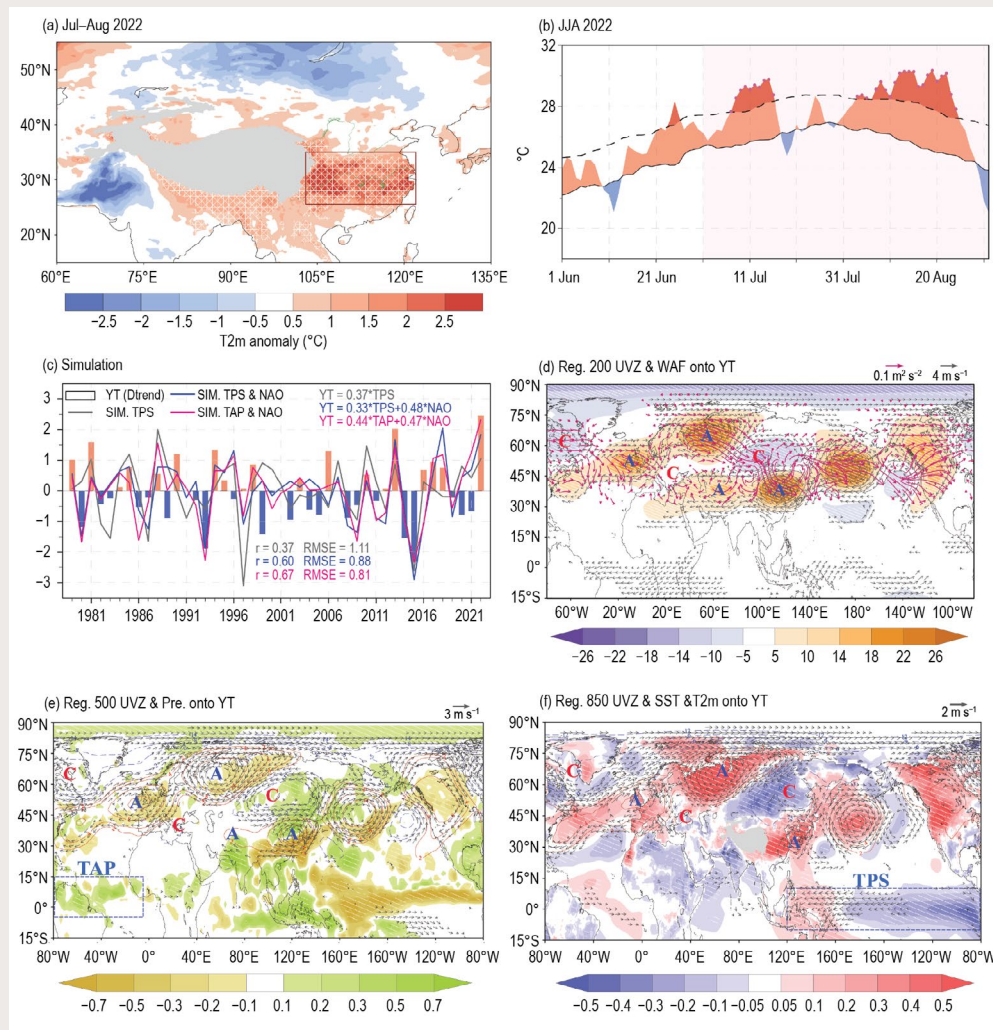 (a) Jul–Aug 2022
50°N
40°N
30°N
20°N
60°E 75°E 90°E 105°E 120°E 135°E
−2.5 −2 −1.5 −1 −0.5 0.5 1 1.5 2 2.5
T2m anomaly (°C)
(b) JJA 2022
°C
32
28
24
20
1 Jun 21 Jun 11 Jul 31 Jul 20 Aug
(c) Simulation
YT (Dtrend) SIM. TPS & NAO YT = 0.37*TPS
SIM. TPS SIM. TAP & NAO YT = 0.33*TPS+0.48*NAO
YT = 0.44*TAP+0.47*NAO
3
2
1
0
−1
−2
−3
r = 0.37 RMSE = 1.11
r = 0.60 RMSE = 0.88
r = 0.67 RMSE = 0.81
1981 1986 1991 1996 2001 2006 2011 2016 2021
(d) Reg. 200 UVZ & WAF onto YT
0.1 m² s⁻² 4 m s⁻¹
90°N
75°N
60°N
45°N
30°N
15°N
0°
15°S
C A A C C A A
60°W 20°W 20°E 60°E 100°E 140°E 180° 140°W 100°W
−26 −22 −18 −14 −10 −5 5 10 14 18 22 26
(e) Reg. 500 UVZ & Pre. onto YT
3 m s⁻¹
90°N
75°N
60°N
45°N
30°N
15°N
0°
15°S
C A A C C A A
TAP
80°W 40°W 0° 40°E 80°E 120°E 160°E 160°W 120°W 80°W
−0.7 −0.5 −0.3 −0.2 −0.1 0.1 0.2 0.3 0.5 0.7
(f) Reg. 850 UVZ & SST &T2m onto YT
2 m s⁻¹
90°N
75°N
60°N
45°N
30°N
15°N
0°
15°S
C A A C C A
TPS
80°W 40°W 0° 40°E 80°E 120°E 160°E 160°W 120°W 80°W
−0.5 −0.4 −0.3 −0.2 −0.1 −0.05 0.05 0.1 0.2 0.3 0.4 0.5